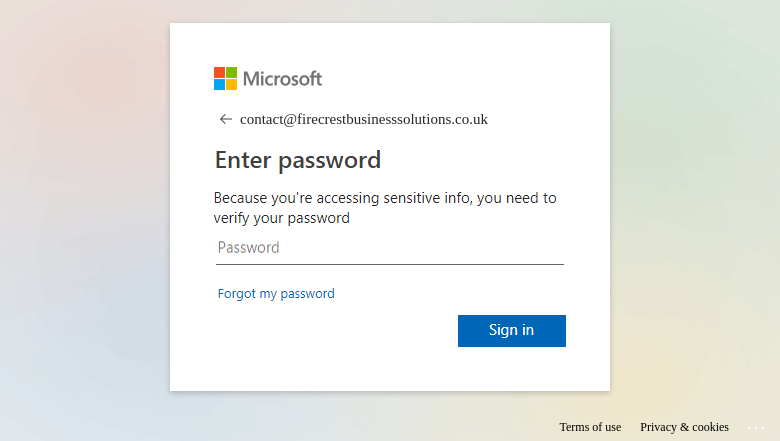 Microsoft
contact@firecrestbusinesssolutions.co.uk
Enter password
Because you're accessing sensitive info, you need to
verify your password
Password
Forgot my password
Sign in
Terms of use Privacy & cookies ...